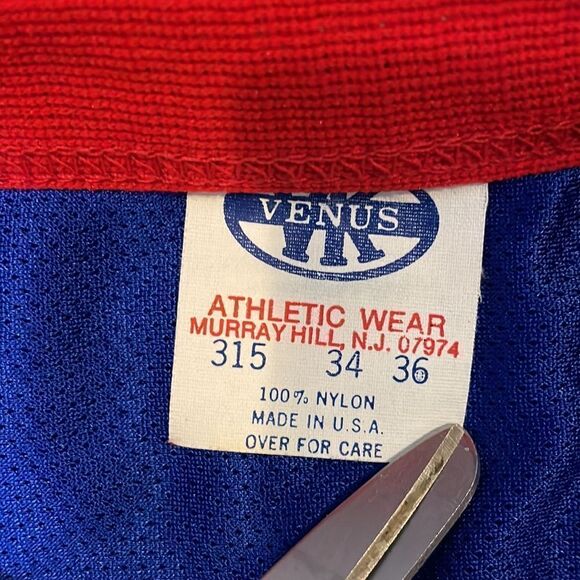 VENUS
ATHLETIC WEAR
MURRAY HILL, N.J. 07974
315 34 36
100% NYLON
MADE IN U.S.A.
OVER FOR CARE